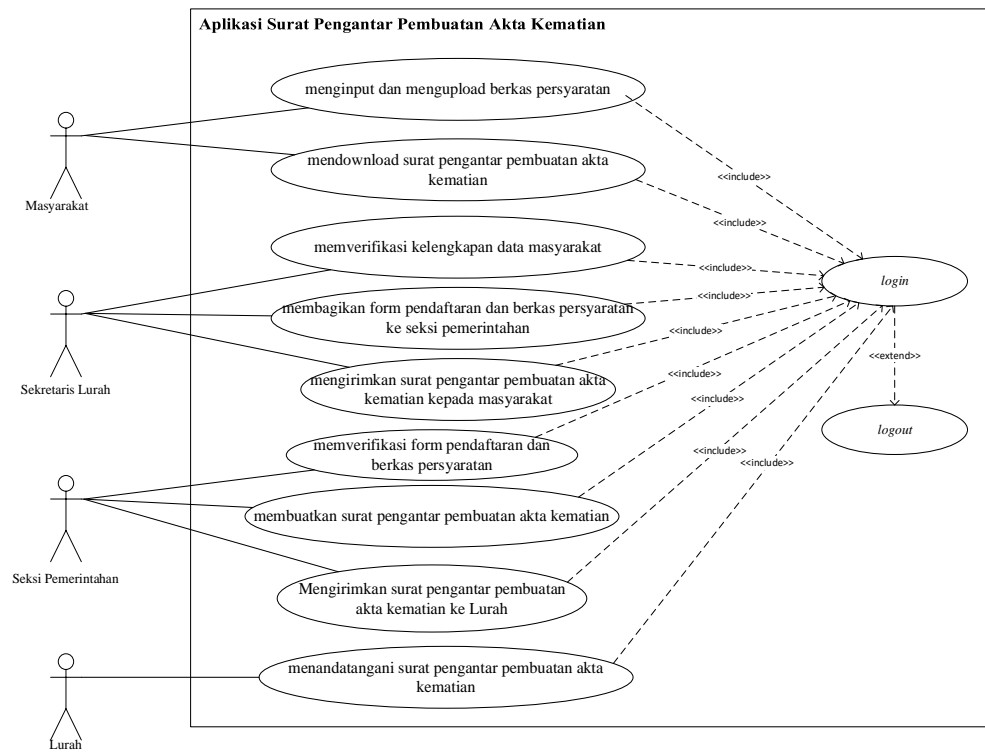 Aplikasi Surat Pengantar Pembuatan Akta Kematian
menginput dan mengupload berkas persyaratan
mendownload surat pengantar pembuatan akta
kematian
memverifikasi kelengkapan data masyarakat
membagikan form pendaftaran dan berkas persyaratan
ke seksi pemerintahan
mengirimkan surat pengantar pembuatan akta
kematian kepada masyarakat
memverifikasi form pendaftaran dan
berkas persyaratan
membuatkan surat pengantar pembuatan akta kematian
Mengirimkan surat pengantar pembuatan
akta kematian ke Lurah
menandatangani surat pengantar pembuatan akta
kematian
Masyarakat
Sekretaris Lurah
Seksi Pemerintahan
Lurah
<<include>>
<<include>>
<<include>>
<<include>>
<<include>>
<<include>>
<<include>>
<<include>>
<<include>>
login
<<extend>>
logout